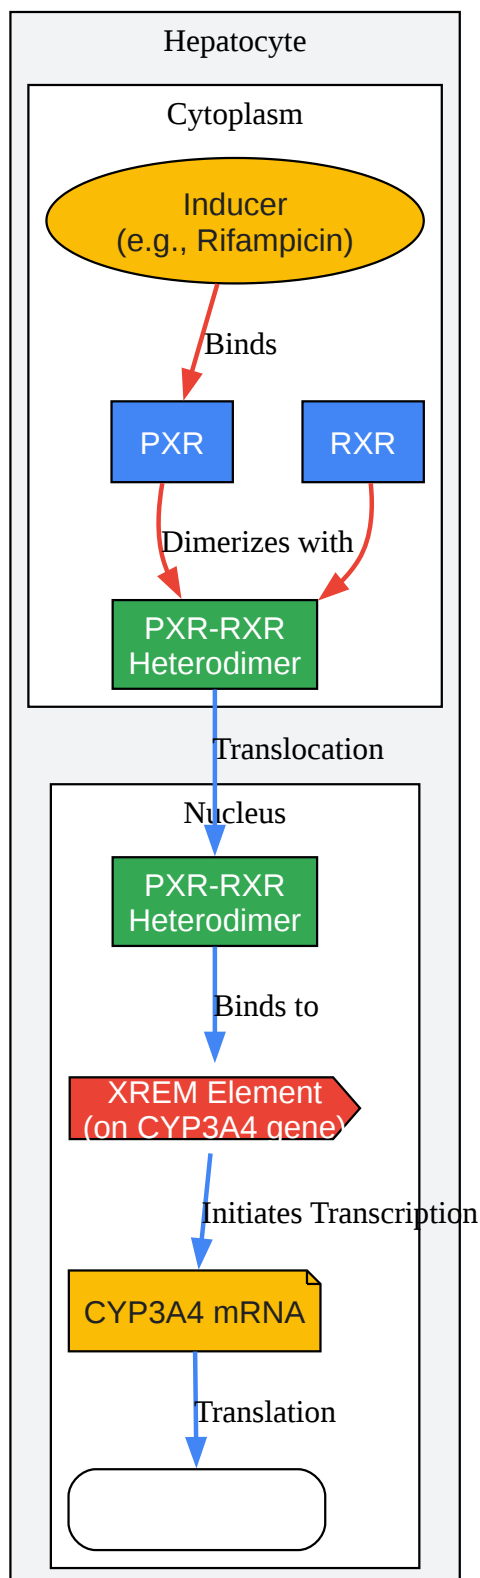 Hepatocyte
Cytoplasm
Inducer
(e.g., Rifampicin)
Binds
PXR
RXR
Dimerizes with
PXR-RXR
Heterodimer
Translocation
Nucleus
PXR-RXR
Heterodimer
Binds to
XREM Element
(on CYP3A4 gene)
Initiates Transcription
CYP3A4 mRNA
Translation